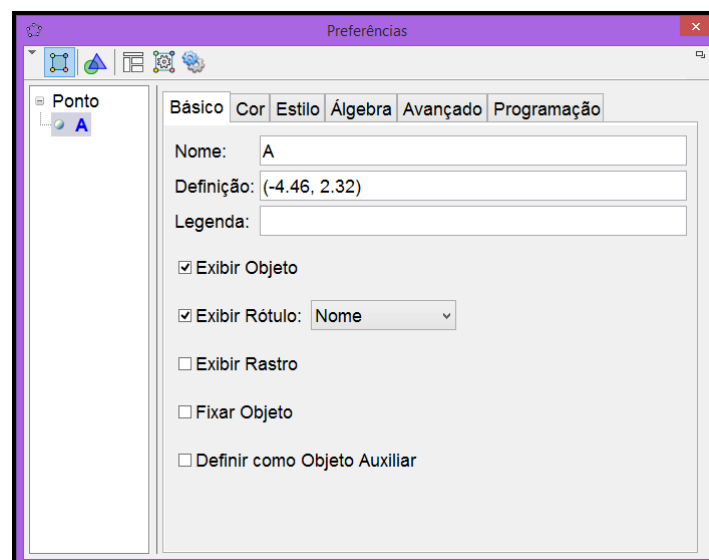 Preferências
Ponto
A
Básico Cor Estilo Álgebra Avançado Programação
Nome: A
Definição: (-4.46, 2.32)
Legenda:
Exibir Objeto
Exibir Rótulo: Nome
Exibir Rastro
Fixar Objeto
Definir como Objeto Auxiliar